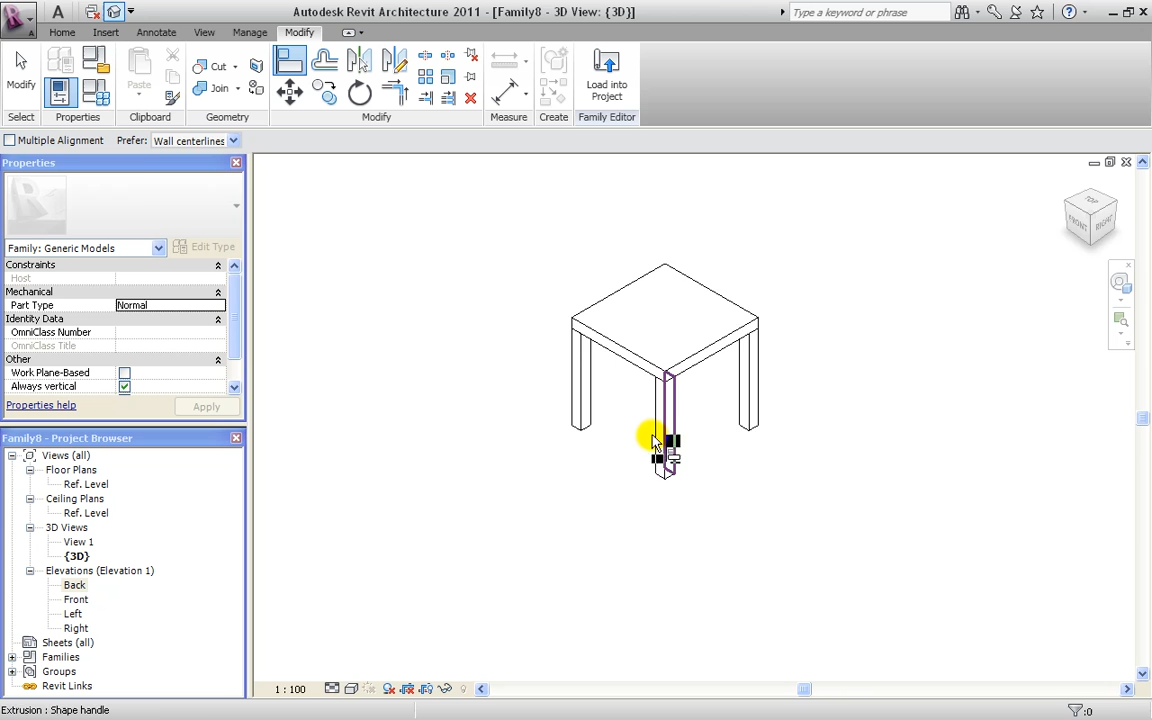 Autodesk Revit Architecture 2011 - [Family8 - 3D View: {3D}]
Type a keyword or phrase
Home Insert Annotate View Manage Modify
Modify
Paste
Cut
Join
Load into
Project
Select Properties Clipboard Geometry Modify Measure Create Family Editor
Multiple Alignment Prefer: Wall centerlines
Properties
Family: Generic Models Edit Type
Constraints
Host
Mechanical
Part Type Normal
Identity Data
OmniClass Number
OmniClass Title
Other
Work Plane-Based
Always vertical
Properties help Apply
Family8 - Project Browser
Views (all)
Floor Plans
Ref. Level
Ceiling Plans
Ref. Level
3D Views
View 1
{3D}
Elevations (Elevation 1)
Back
Front
Left
Right
Sheets (all)
Families
Groups
Revit Links
TOP
FRONT RIGHT
1 : 100
Extrusion : Shape handle
:0